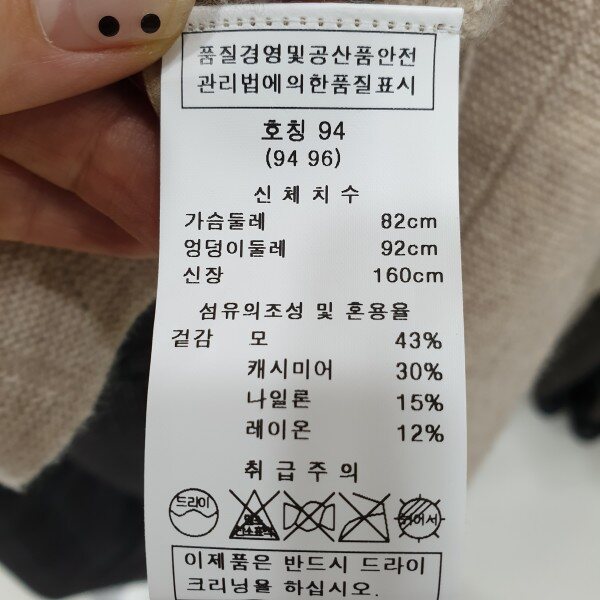 품질경영및공산품안전
관리법에의한품질표시
호칭 94
(94 96)
신체치수
가슴둘레 82cm
엉덩이둘레 92cm
신장 160cm
섬유의조성 및 혼용율
겉감 모 43%
캐시미어 30%
나일론 15%
레이온 12%
취급주의
드라이
이제품은 반드시 드라이
크리닝을 하십시오.